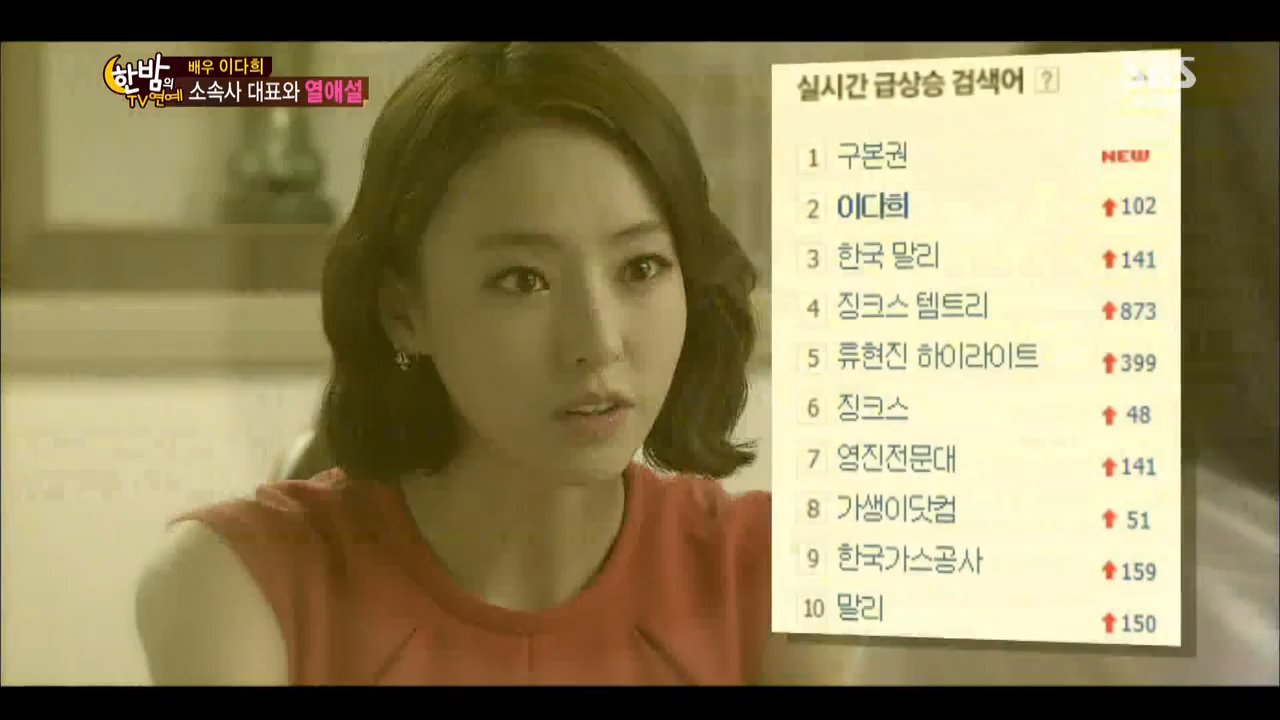 한밤의
TV연예
배우 이다희
소속사 대표와 열애설
SBS
실시간 급상승 검색어 ?
1 구본권 NEW
2 이다희 ↑102
3 한국 말리 ↑141
4 징크스 템트리 ↑873
5 류현진 하이라이트 ↑399
6 징크스 ↑48
7 영진전문대 ↑141
8 가생이닷컴 ↑51
9 한국가스공사 ↑159
10 말리 ↑150